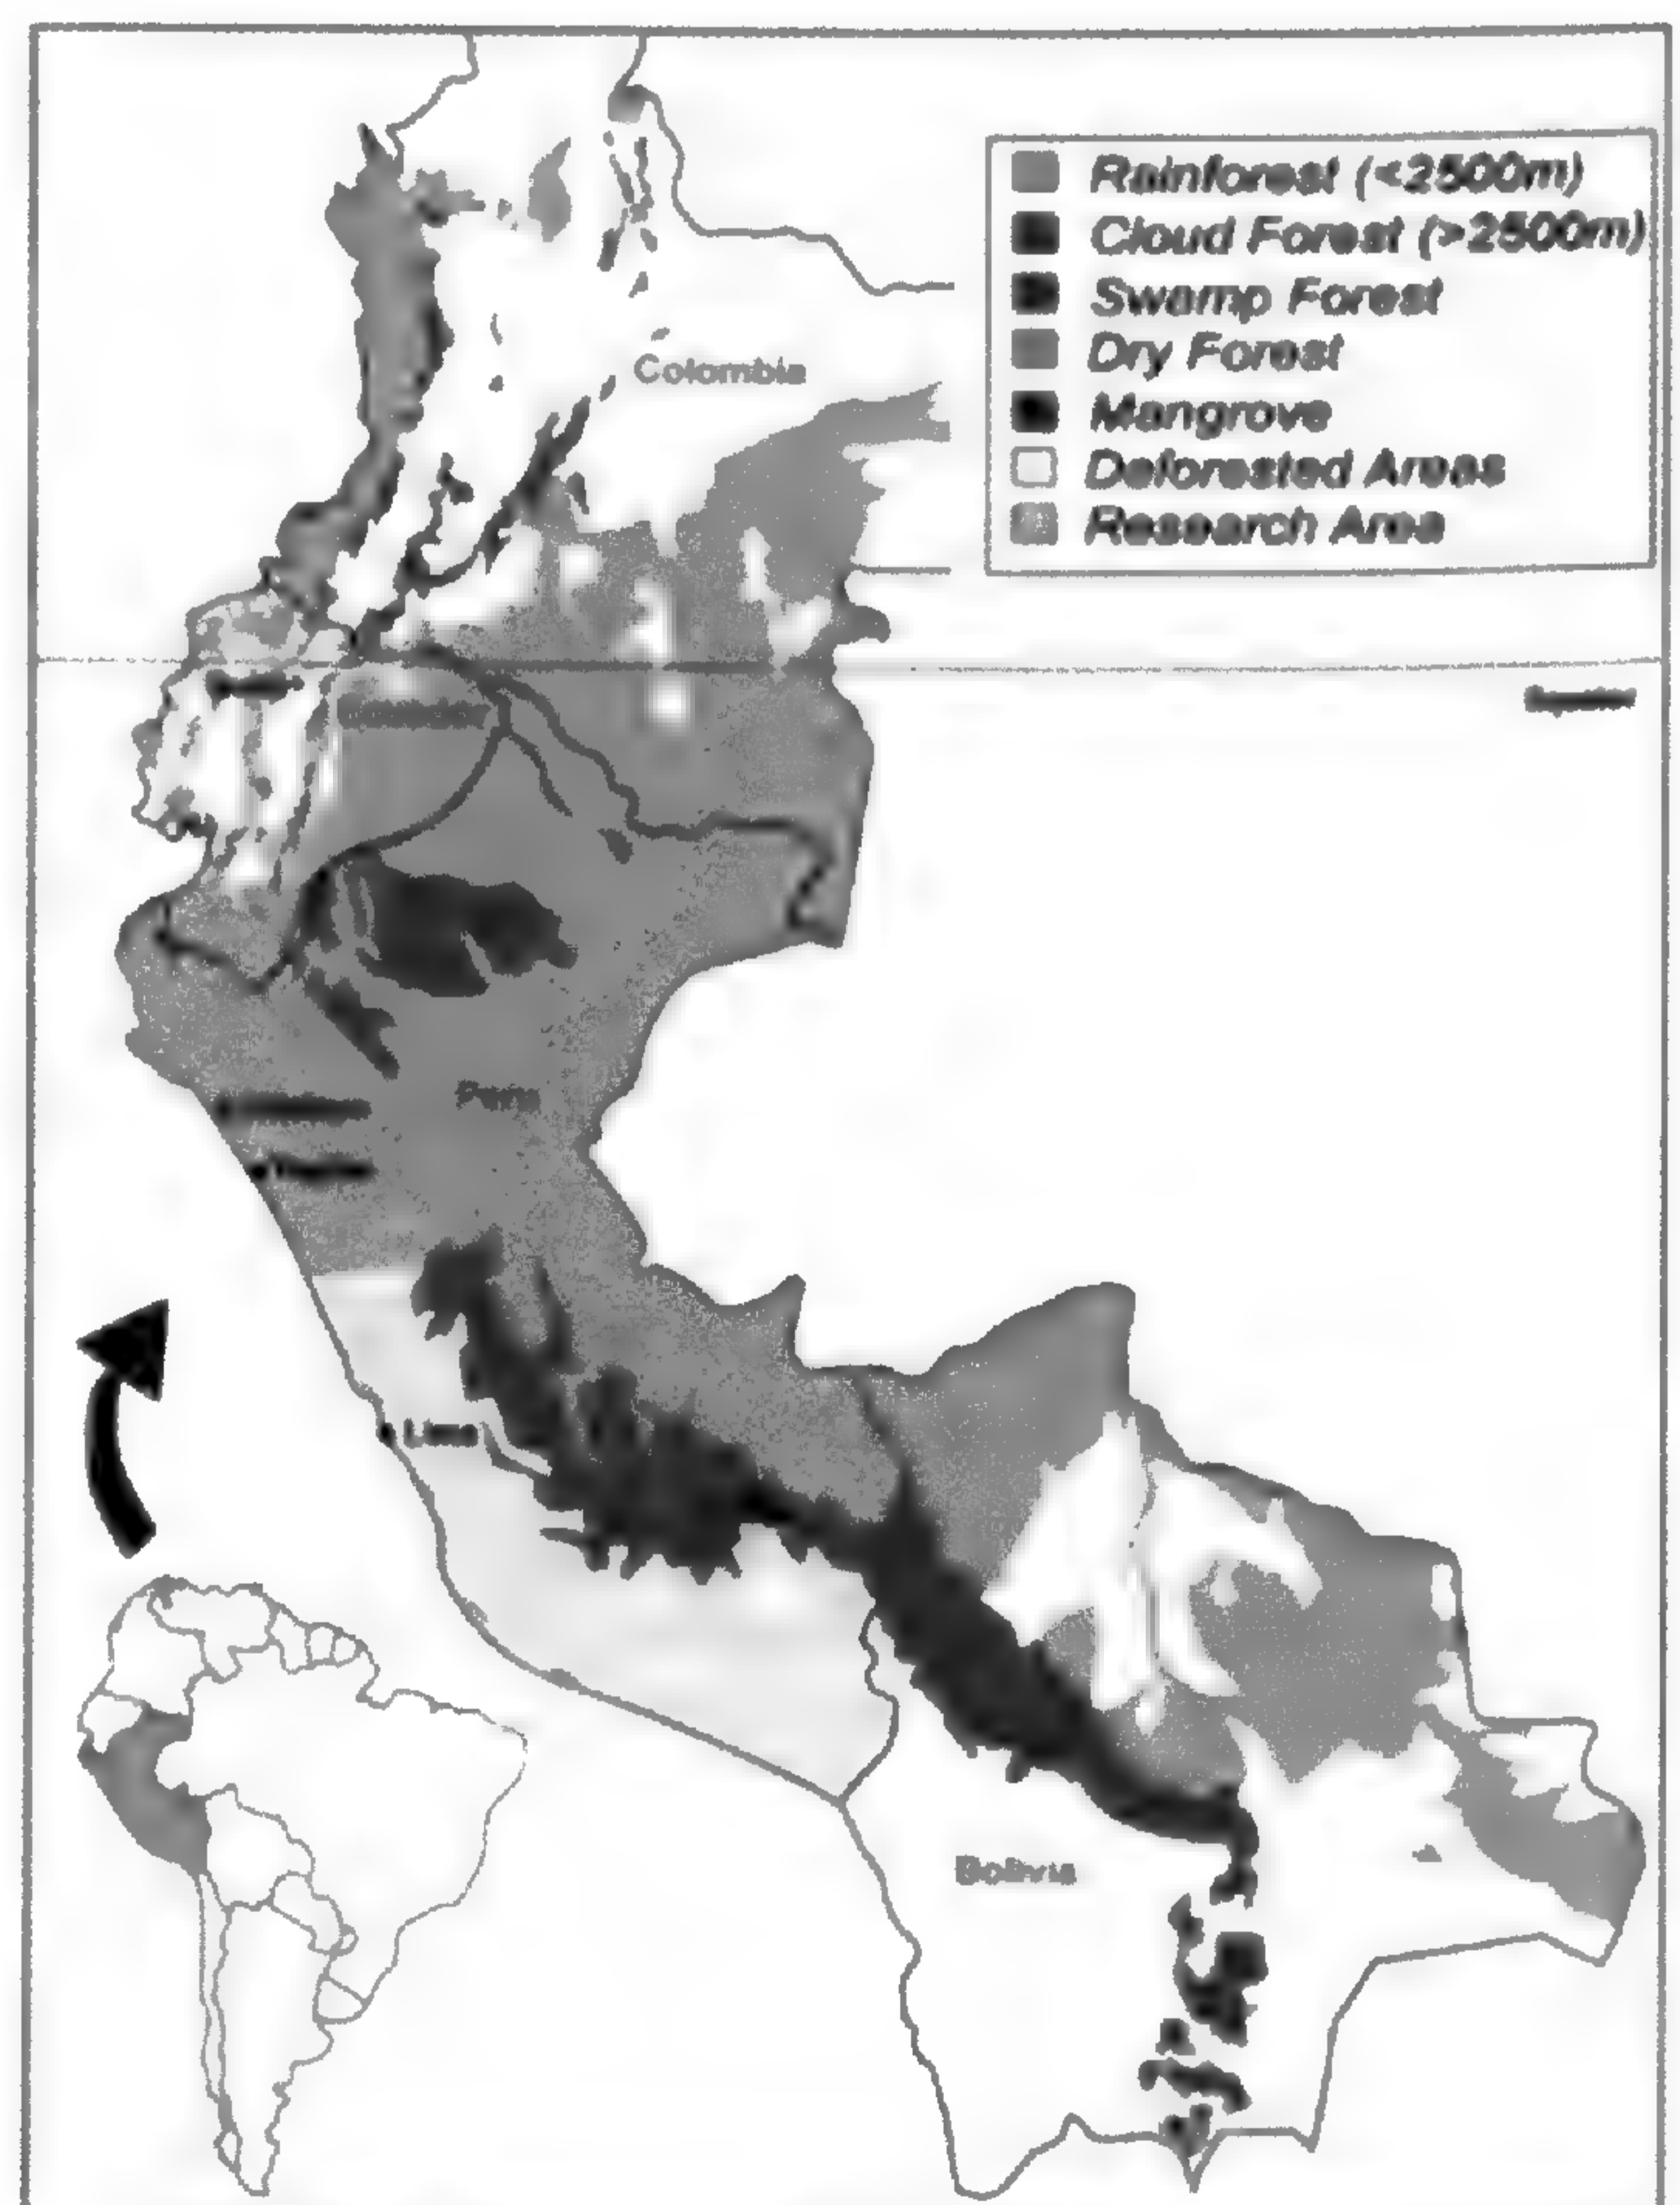 Rainforest (<2500m)
Cloud Forest (>2500m)
Swamp Forest
Dry Forest
Mangrove
Deforested Areas
Research Area
Colombia
Peru
Lima
Bolivia